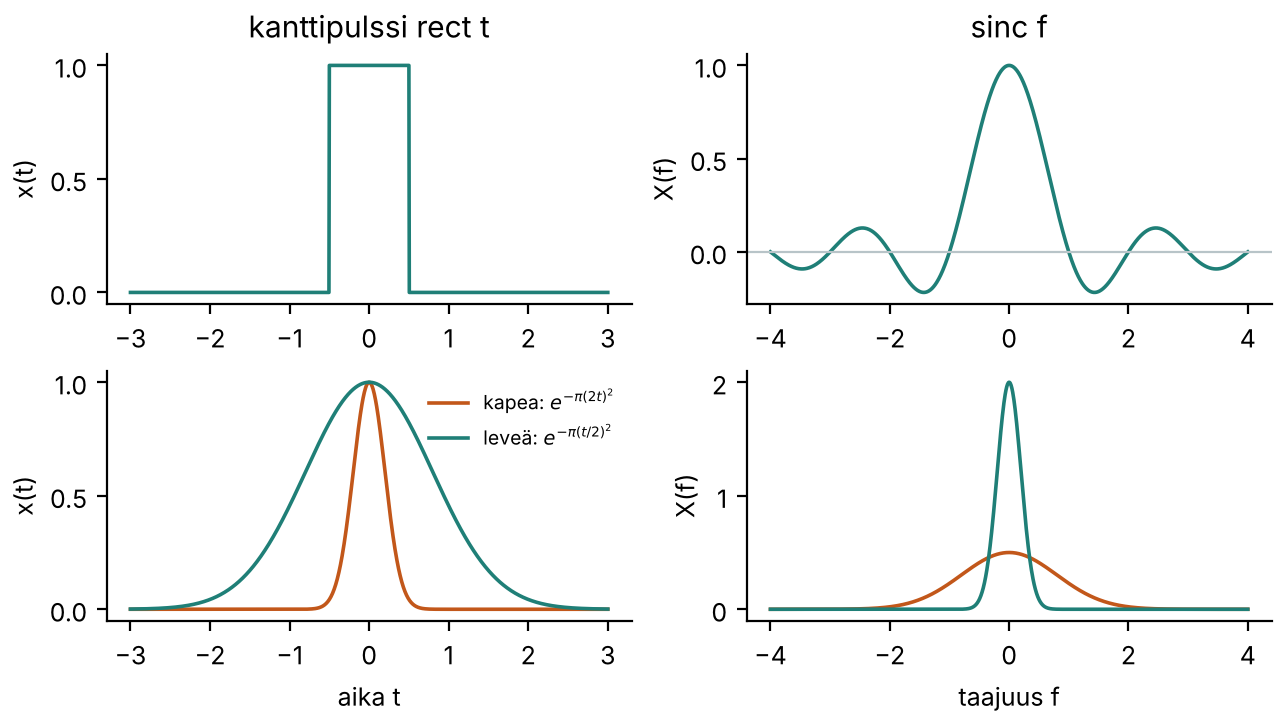 kanttipulssi rect t
x(t)
1.0
0.5
0.0
−3 −2 −1 0 1 2 3
sinc f
X(f)
1.0
0.5
0.0
−4 −2 0 2 4
x(t)
1.0
0.5
0.0
kapea: $e^{-\pi(2t)^2}$
leveä: $e^{-\pi(t/2)^2}$
−3 −2 −1 0 1 2 3
aika t
X(f)
2
1
0
−4 −2 0 2 4
taajuus f